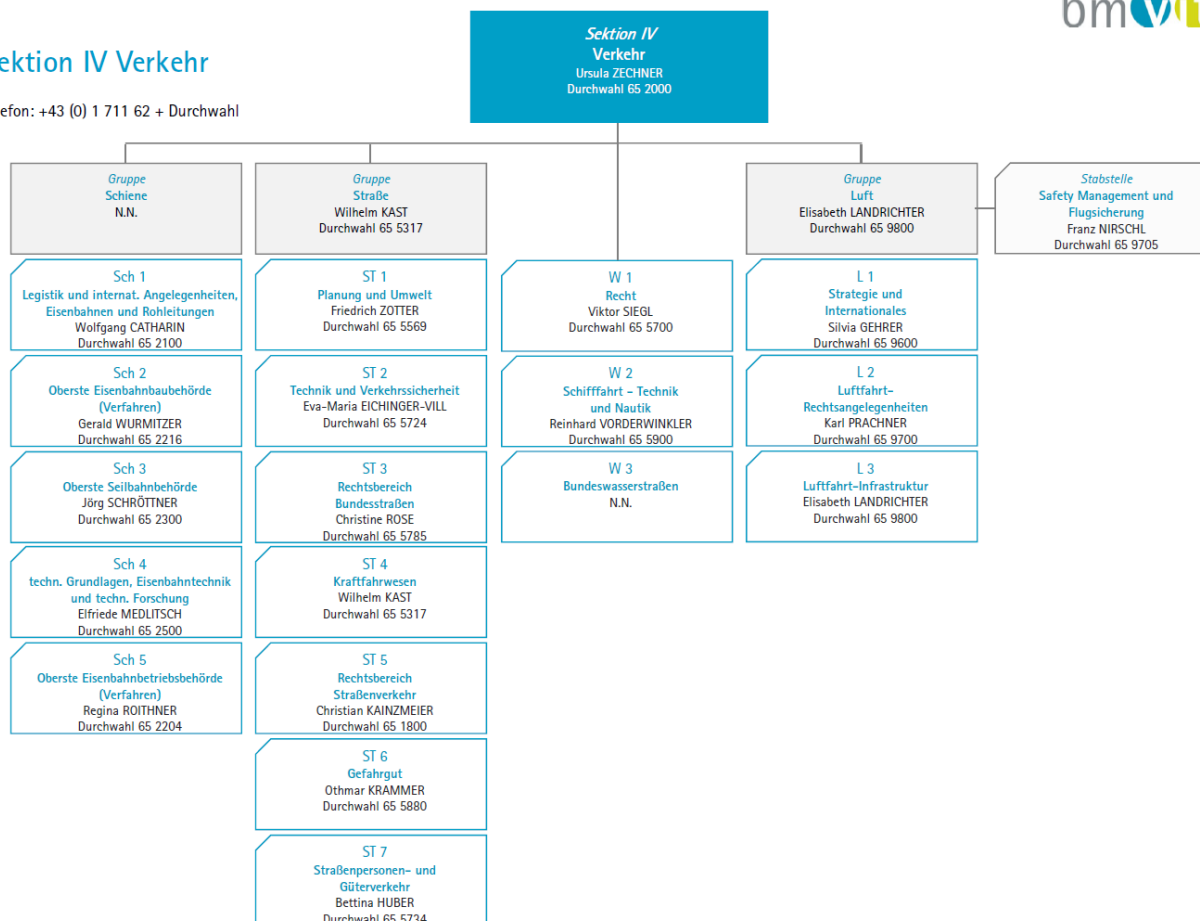 bmv
ektion IV Verkehr
efon: +43 (0) 1 711 62 + Durchwahl
Sektion IV
Verkehr
Ursula ZECHNER
Durchwahl 65 2000
Gruppe
Schiene
N.N.
Sch 1
Legistik und internat. Angelegenheiten,
Eisenbahnen und Rohleitungen
Wolfgang CATHARIN
Durchwahl 65 2100
Sch 2
Oberste Eisenbahnbaubehörde
(Verfahren)
Gerald WURMITZER
Durchwahl 65 2216
Sch 3
Oberste Seilbahnbehörde
Jörg SCHRÖTTNER
Durchwahl 65 2300
Sch 4
techn. Grundlagen, Eisenbahntechnik
und techn. Forschung
Elfriede MEDLITSCH
Durchwahl 65 2500
Sch 5
Oberste Eisenbahnbetriebsbehörde
(Verfahren)
Regina ROITHNER
Durchwahl 65 2204
Gruppe
Straße
Wilhelm KAST
Durchwahl 65 5317
ST 1
Planung und Umwelt
Friedrich ZOTTER
Durchwahl 65 5569
ST 2
Technik und Verkehrssicherheit
Eva-Maria EICHINGER-VILL
Durchwahl 65 5724
ST 3
Rechtsbereich
Bundesstraßen
Christine ROSE
Durchwahl 65 5785
ST 4
Kraftfahrwesen
Wilhelm KAST
Durchwahl 65 5317
ST 5
Rechtsbereich
Straßenverkehr
Christian KAINZMEIER
Durchwahl 65 1800
ST 6
Gefahrgut
Othmar KRAMMER
Durchwahl 65 5880
ST 7
Straßenpersonen- und
Güterverkehr
Bettina HUBER
Durchwahl 65 5734
W 1
Recht
Viktor SIEGL
Durchwahl 65 5700
W 2
Schifffahrt - Technik
und Nautik
Reinhard VORDERWINKLER
Durchwahl 65 5900
W 3
Bundeswasserstraßen
N.N.
Gruppe
Luft
Elisabeth LANDRICHTER
Durchwahl 65 9800
L 1
Strategie und
Internationales
Silvia GEHRER
Durchwahl 65 9600
L 2
Luftfahrt-
Rechtsangelegenheiten
Karl PRACHNER
Durchwahl 65 9700
L 3
Luftfahrt-Infrastruktur
Elisabeth LANDRICHTER
Durchwahl 65 9800
Stabstelle
Safety Management und
Flugsicherung
Franz NIRSCHL
Durchwahl 65 9705